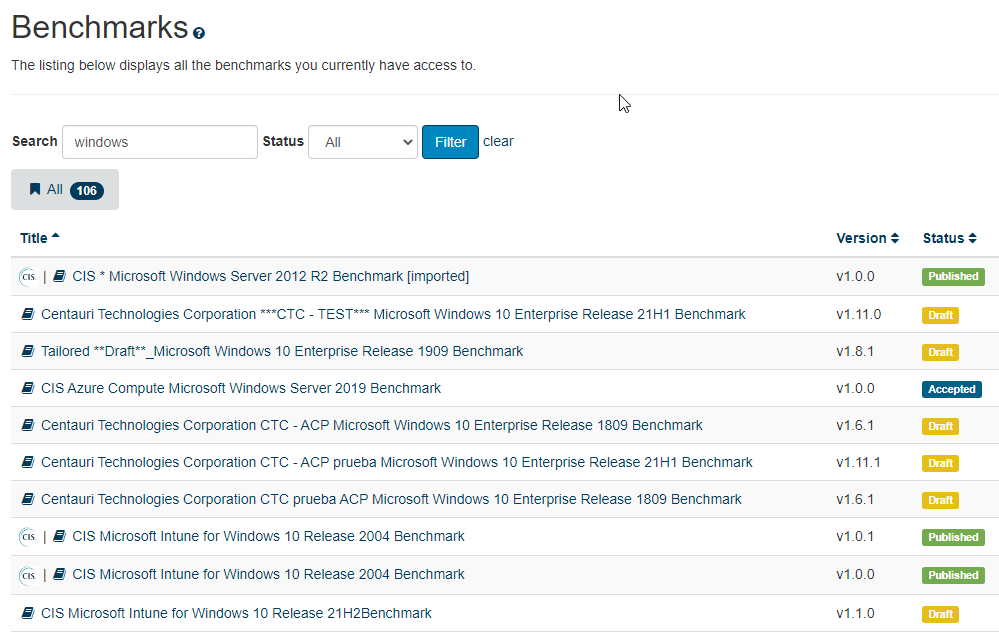 Benchmarks ?
The listing below displays all the benchmarks you currently have access to.
Search windows Status All Filter clear
All 106
Title Version Status
CIS. | CIS * Microsoft Windows Server 2012 R2 Benchmark [imported] v1.0.0 Published
Centauri Technologies Corporation ***CTC - TEST*** Microsoft Windows 10 Enterprise Release 21H1 Benchmark v1.11.0 Draft
Tailored **Draft**_Microsoft Windows 10 Enterprise Release 1909 Benchmark v1.8.1 Draft
CIS Azure Compute Microsoft Windows Server 2019 Benchmark v1.0.0 Accepted
Centauri Technologies Corporation CTC - ACP Microsoft Windows 10 Enterprise Release 1809 Benchmark v1.6.1 Draft
Centauri Technologies Corporation CTC - ACP prueba Microsoft Windows 10 Enterprise Release 21H1 Benchmark v1.11.1 Draft
Centauri Technologies Corporation CTC prueba ACP Microsoft Windows 10 Enterprise Release 1809 Benchmark v1.6.1 Draft
CIS. | CIS Microsoft Intune for Windows 10 Release 2004 Benchmark v1.0.1 Published
CIS. | CIS Microsoft Intune for Windows 10 Release 2004 Benchmark v1.0.0 Published
CIS Microsoft Intune for Windows 10 Release 21H2Benchmark v1.1.0 Draft